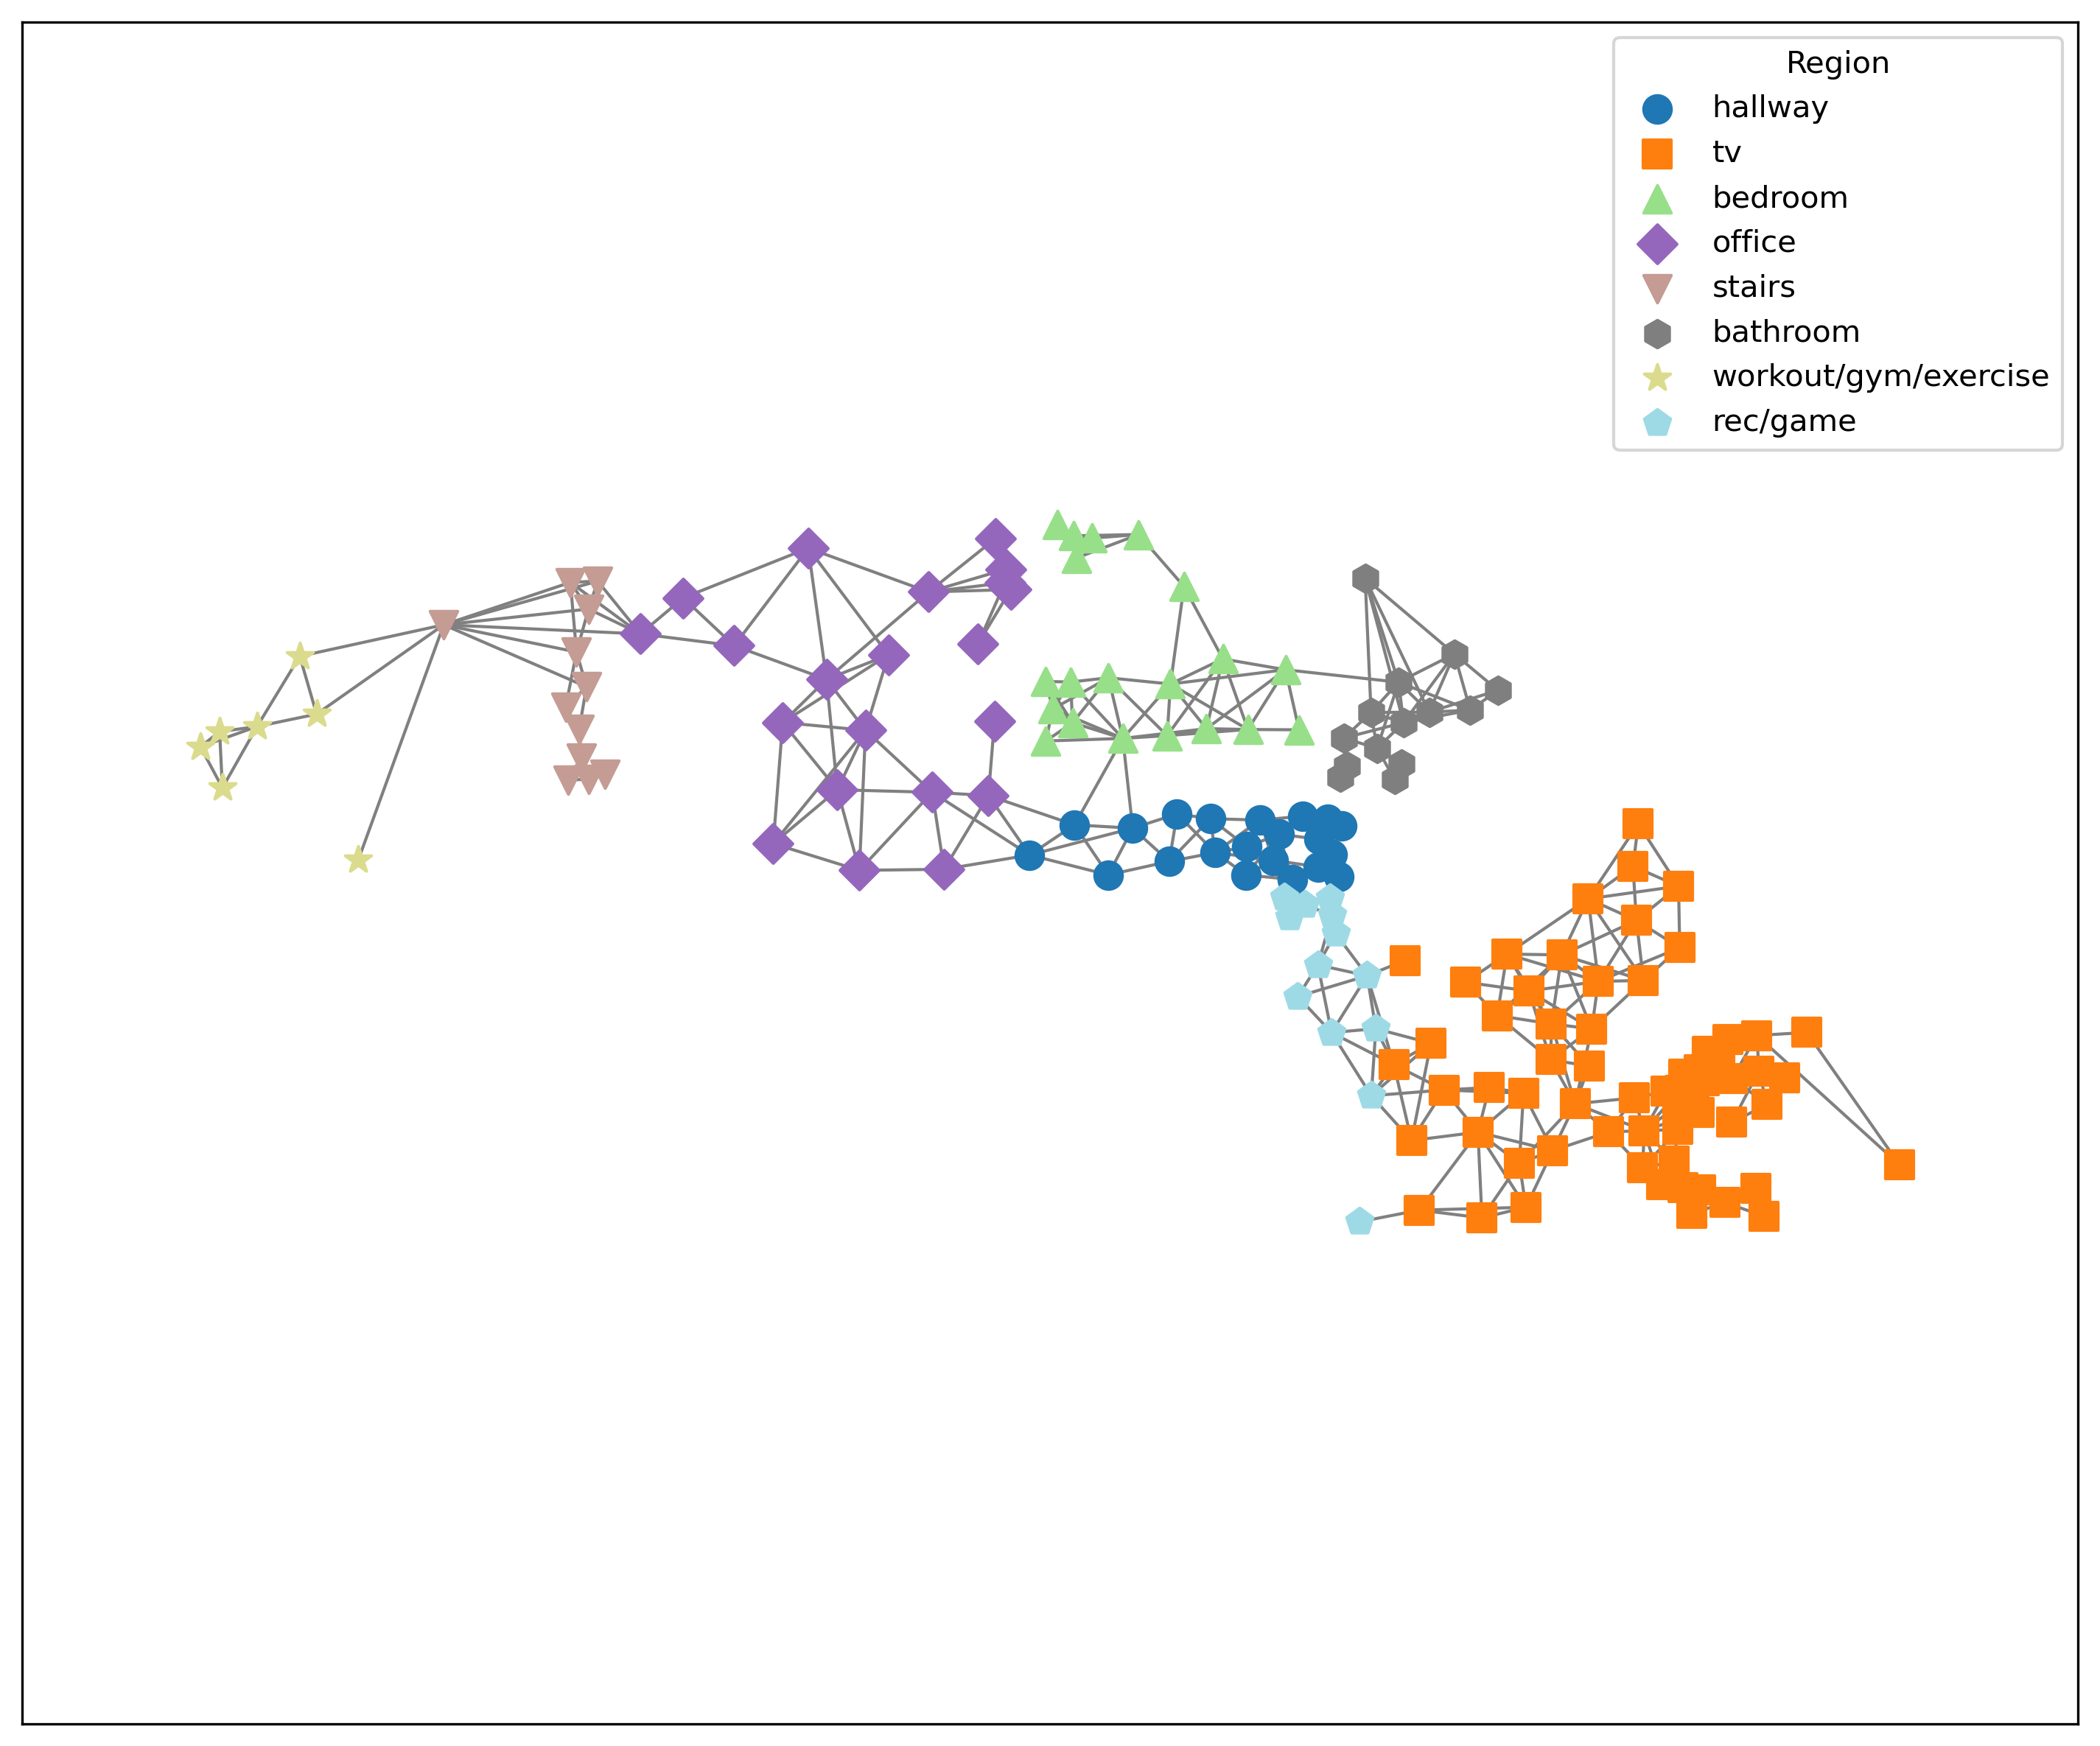 Region
hallway
tv
bedroom
office
stairs
bathroom
workout/gym/exercise
rec/game